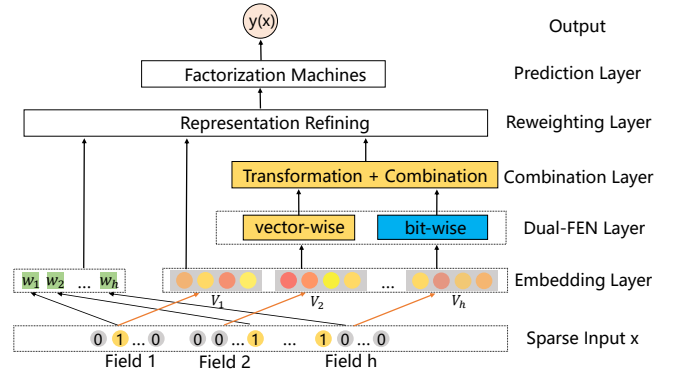 y(x) Output
Factorization Machines Prediction Layer
Representation Refining Reweighting Layer
Transformation + Combination Combination Layer
vector-wise bit-wise Dual-FEN Layer
w₁ w₂ ... wₕ ... Embedding Layer
V₁ V₂ Vₕ
0 1 ... 0 0 0 ... 1 ... 1 0 ... 0 Sparse Input x
Field 1 Field 2 Field h